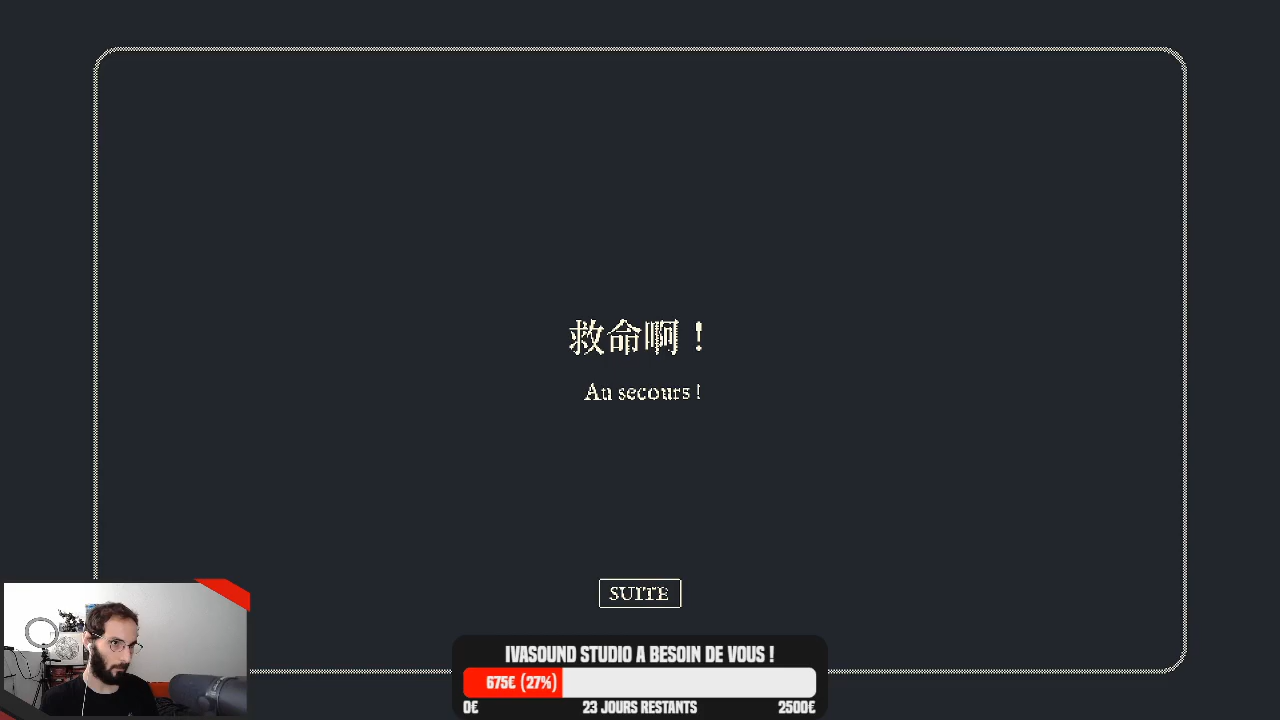 救命啊！
Au secours !
SUITE
IVASOUND STUDIO A BESOIN DE VOUS !
675€ (27%)
0€ 23 JOURS RESTANTS 2500€